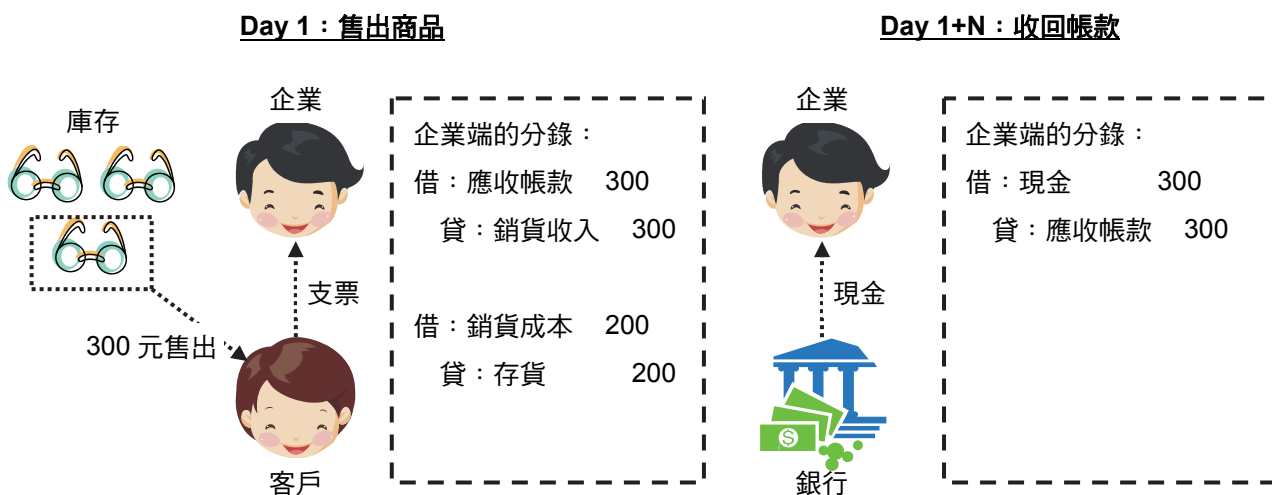 Day 1：售出商品
庫存
企業
支票
300 元售出
客戶
企業端的分錄：
借：應收帳款 300
貸：銷貨收入 300
借：銷貨成本 200
貸：存貨 200
Day 1+N：收回帳款
企業
現金
$
銀行
企業端的分錄：
借：現金 300
貸：應收帳款 300